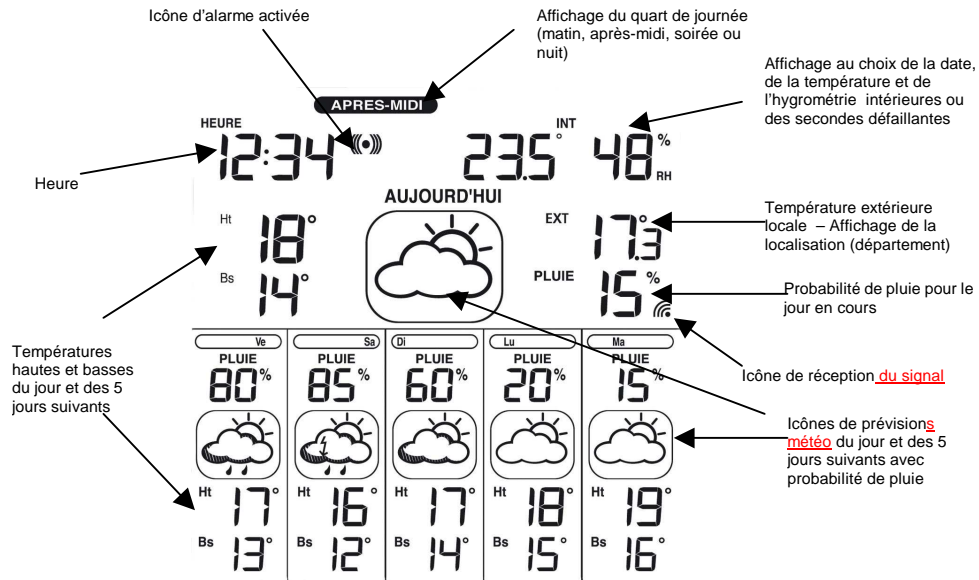 Icône d'alarme activée
Affichage du quart de journée
(matin, après-midi, soirée ou
nuit)
Affichage au choix de la date,
de la température et de
l'hygrométrie intérieures ou
des secondes défaillantes
APRES-MIDI
HEURE
12:34
INT
23.5°
48%
RH
Heure
AUJOURD'HUI
Ht
18°
Bs
14°
EXT
17.3°
PLUIE
15%
Température extérieure
locale – Affichage de la
localisation (département)
Probabilité de pluie pour le
jour en cours
Icône de réception du signal
Températures
hautes et basses
du jour et des 5
jours suivants
Icônes de prévisions
météo du jour et des 5
jours suivants avec
probabilité de pluie
Ve Sa Di Lu Ma
PLUIE PLUIE PLUIE PLUIE PLUIE
80% 85% 60% 20% 15%
Ht 17° Ht 16° Ht 17° Ht 18° Ht 19°
Bs 13° Bs 12° Bs 14° Bs 15° Bs 16°